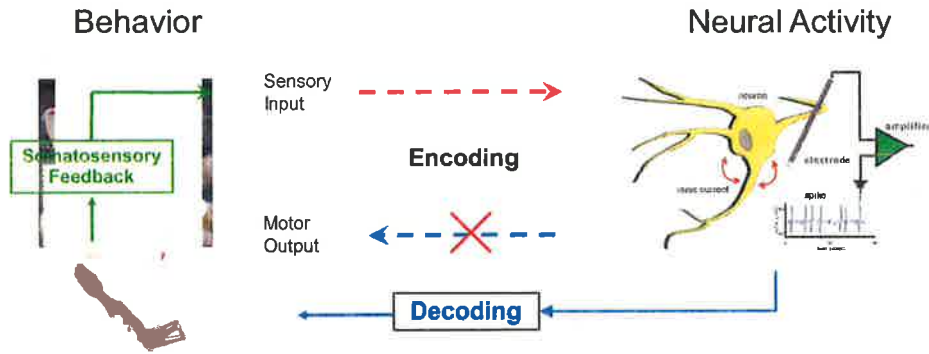 Behavior
Neural Activity
Sensory
Input
neuron
amplifier
Somatosensory
Feedback
Encoding
electrode
spike
Motor
Output
Decoding